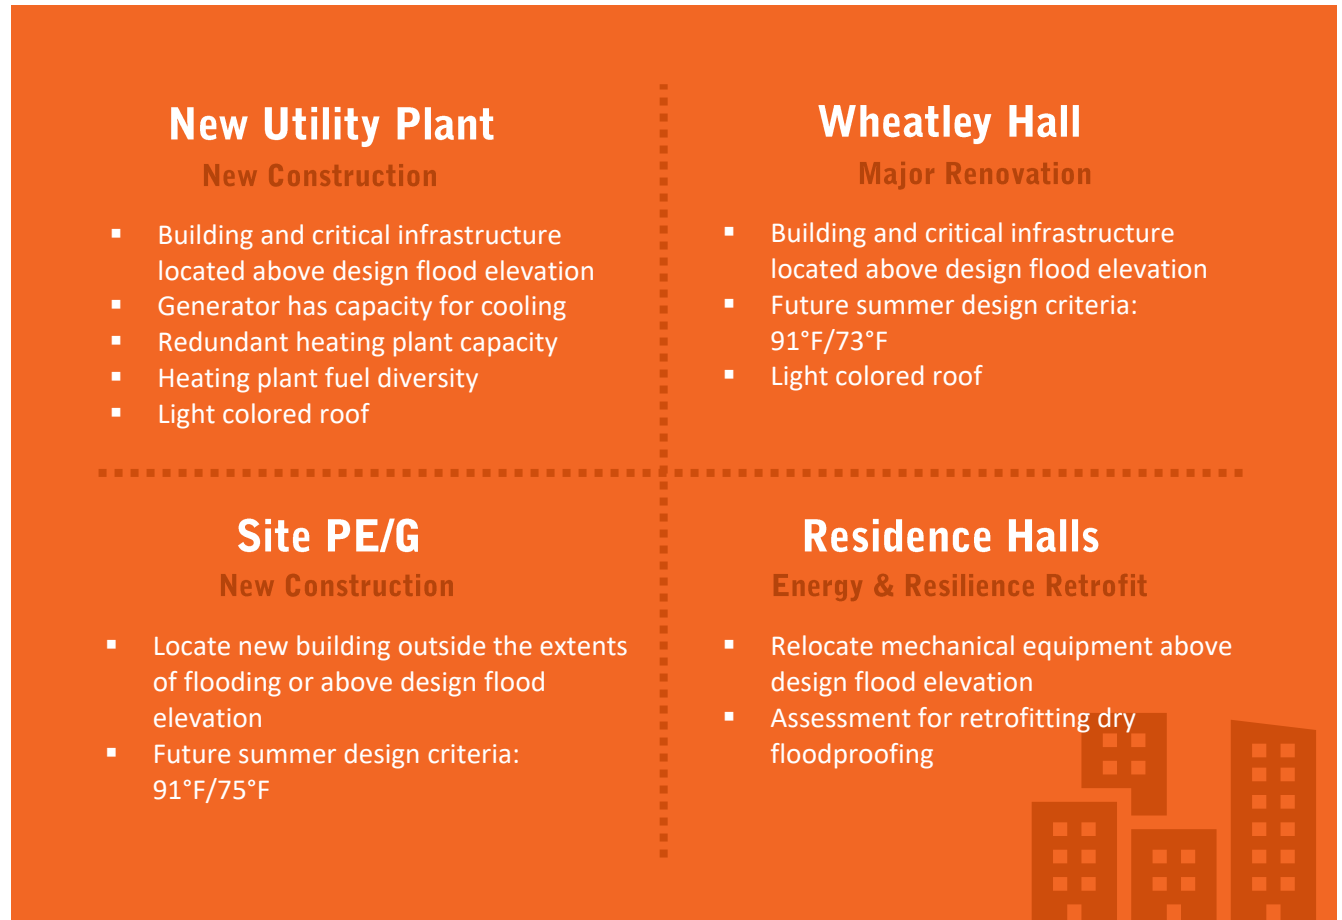 New Utility Plant
New Construction
▪ Building and critical infrastructure
located above design flood elevation
▪ Generator has capacity for cooling
▪ Redundant heating plant capacity
▪ Heating plant fuel diversity
▪ Light colored roof
Wheatley Hall
Major Renovation
▪ Building and critical infrastructure
located above design flood elevation
▪ Future summer design criteria:
91°F/73°F
▪ Light colored roof
Site PE/G
New Construction
▪ Locate new building outside the extents
of flooding or above design flood
elevation
▪ Future summer design criteria:
91°F/75°F
Residence Halls
Energy & Resilience Retrofit
▪ Relocate mechanical equipment above
design flood elevation
▪ Assessment for retrofitting dry
floodproofing